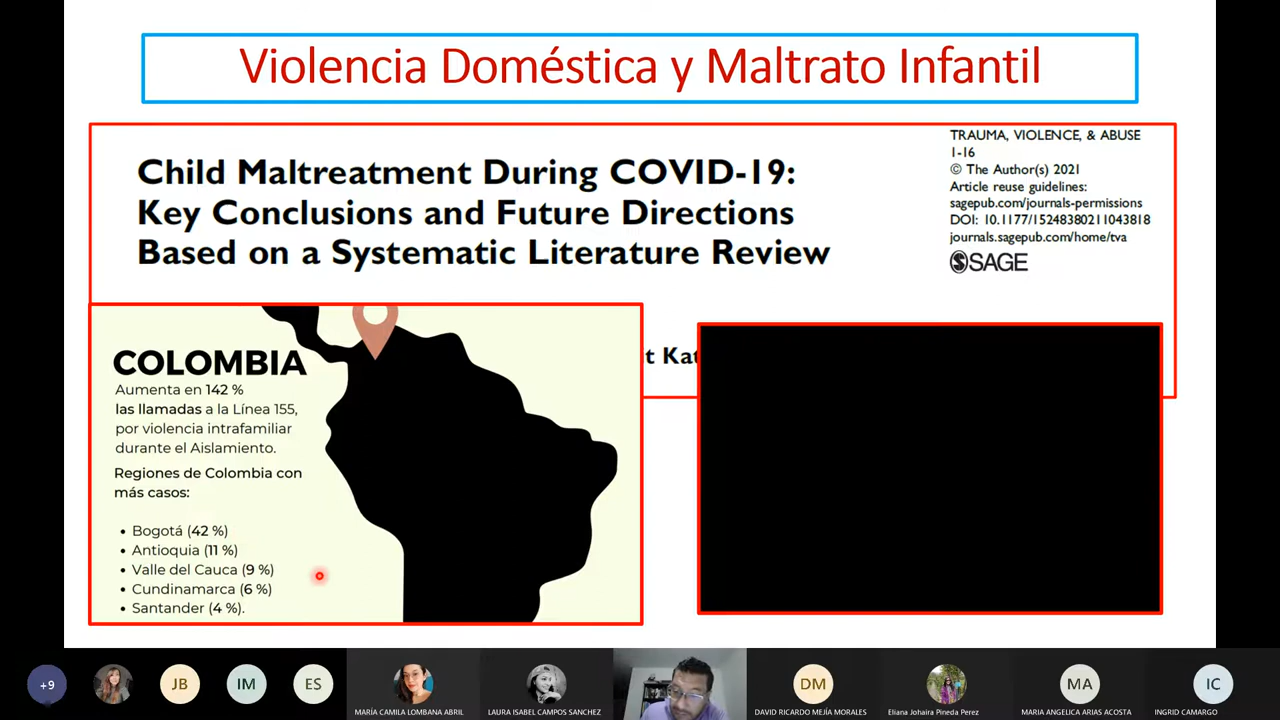 Violencia Doméstica y Maltrato Infantil
Child Maltreatment During COVID-19:
Key Conclusions and Future Directions
Based on a Systematic Literature Review
TRAUMA, VIOLENCE, & ABUSE
1-16
© The Author(s) 2021
Article reuse guidelines:
sagepub.com/journals-permissions
DOI: 10.1177/15248380211043818
journals.sagepub.com/home/tva
SAGE
t Kat
COLOMBIA
Aumenta en 142 %
las llamadas a la Línea 155,
por violencia intrafamiliar
durante el Aislamiento.
Regiones de Colombia con
más casos:
• Bogotá (42 %)
• Antioquia (11 %)
• Valle del Cauca (9 %)
• Cundinamarca (6 %)
• Santander (4 %).
+9
JB
IM
ES
DM
MA
IC
MARÍA CAMILA LOMBANA ABRIL
LAURA ISABEL CAMPOS SANCHEZ
DAVID RICARDO MEJÍA MORALES
Eliana Johaira Pineda Perez
MARIA ANGELICA ARIAS ACOSTA
INGRID CAMARGO